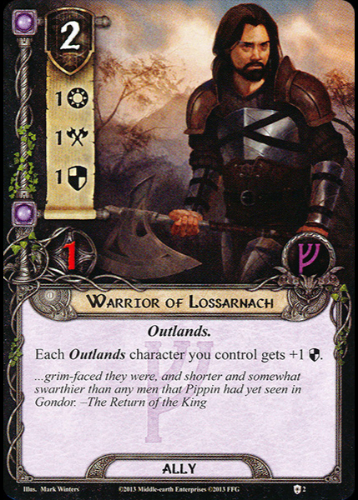 2
1
1
1
1
WARRIOR OF LOSSARNACH
Outlands.
Each Outlands character you control gets +1 .
...grim-faced they were, and shorter and somewhat
swarthier than any men that Pippin had yet seen in
Gondor. –The Return of the King
ALLY
Illus. Mark Winters ©2013 Middle-earth Enterprises ©2013 FFG 2